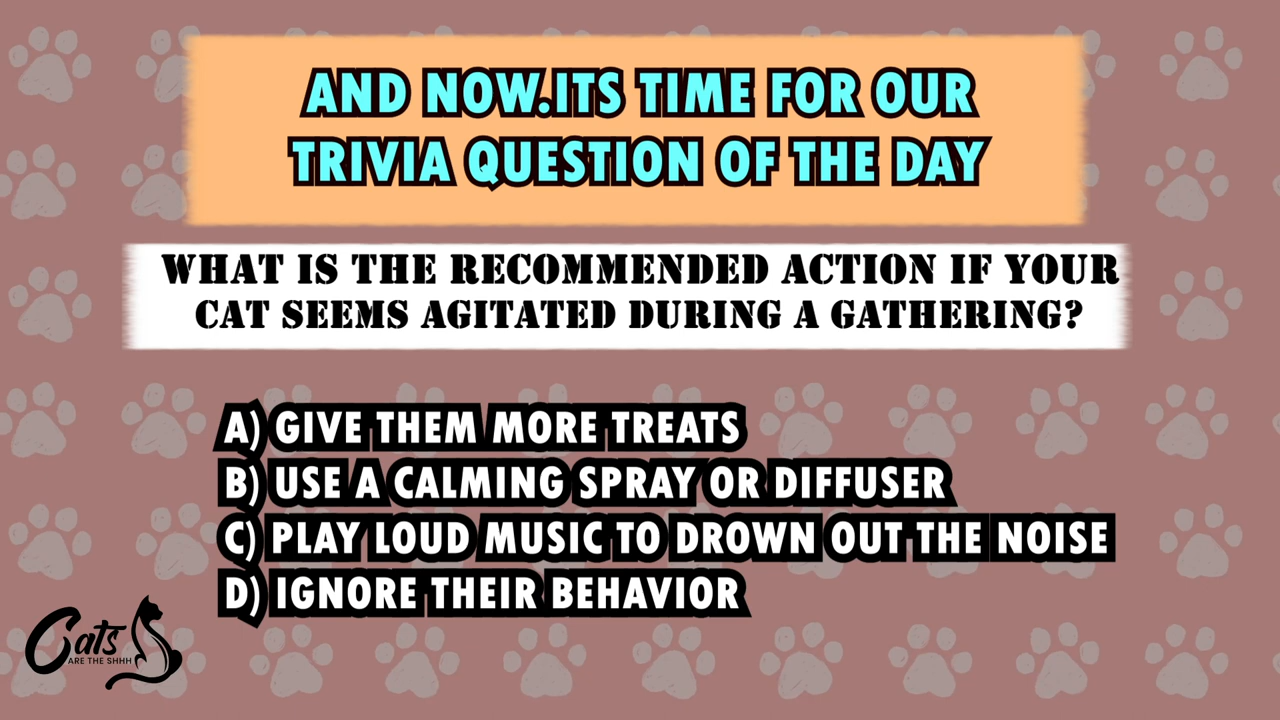 AND NOW.ITS TIME FOR OUR
TRIVIA QUESTION OF THE DAY
WHAT IS THE RECOMMENDED ACTION IF YOUR
CAT SEEMS AGITATED DURING A GATHERING?
A) GIVE THEM MORE TREATS
B) USE A CALMING SPRAY OR DIFFUSER
C) PLAY LOUD MUSIC TO DROWN OUT THE NOISE
D) IGNORE THEIR BEHAVIOR
Cats
ARE THE SHHH